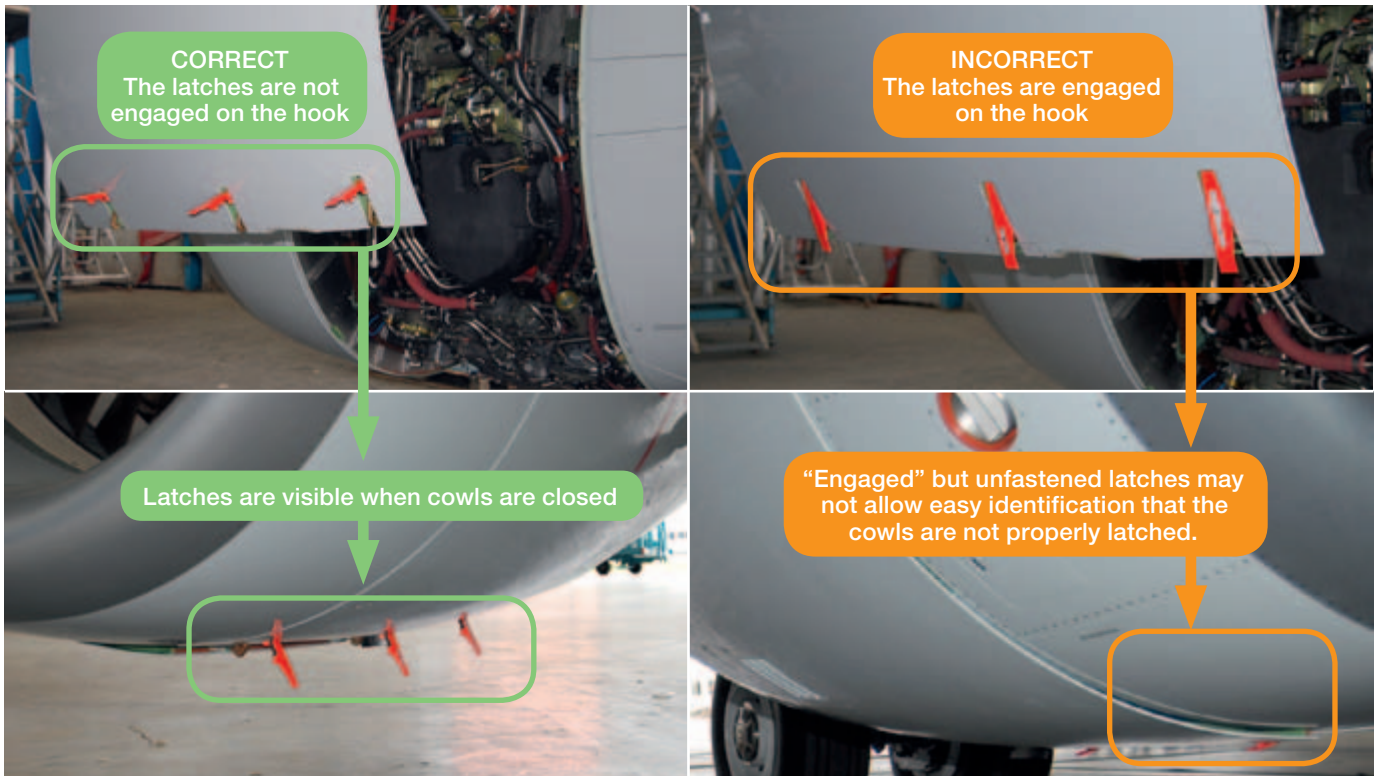 CORRECT
The latches are not
engaged on the hook
INCORRECT
The latches are engaged
on the hook
Latches are visible when cowls are closed
“Engaged” but unfastened latches may
not allow easy identification that the
cowls are not properly latched.